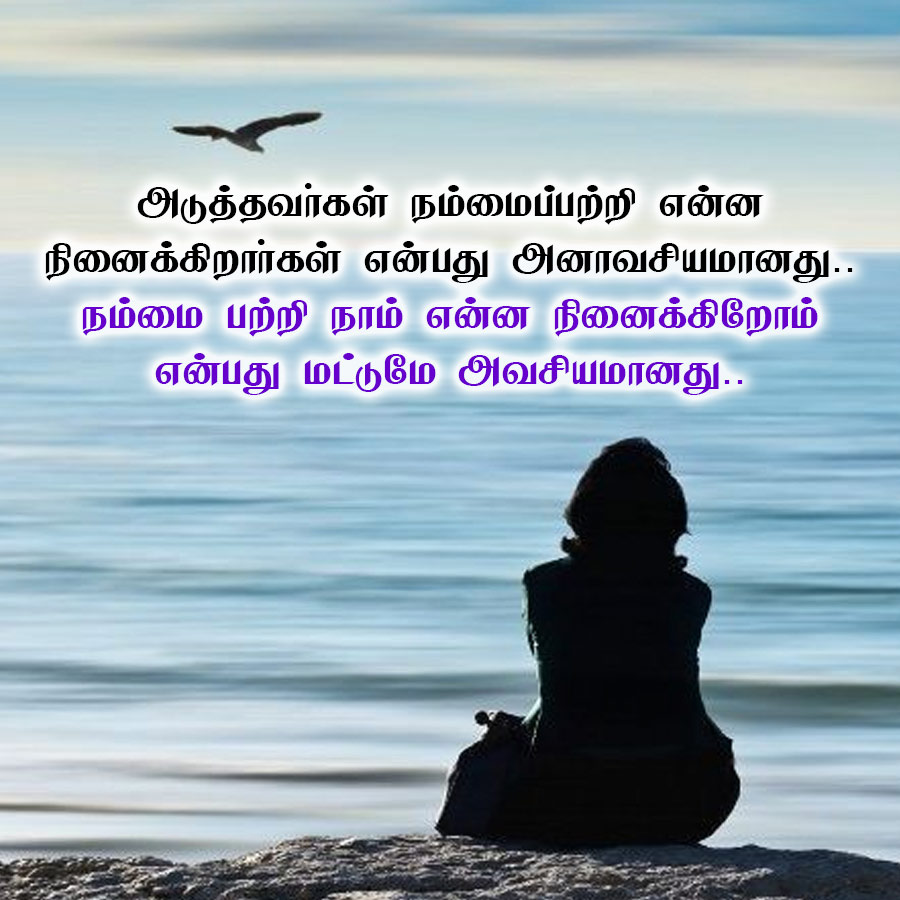 அடுத்தவர்கள் நம்மைப்பற்றி என்ன
நினைக்கிறார்கள் என்பது அனாவசியமானது..
நம்மை பற்றி நாம் என்ன நினைக்கிறோம்
என்பது மட்டுமே அவசியமானது..